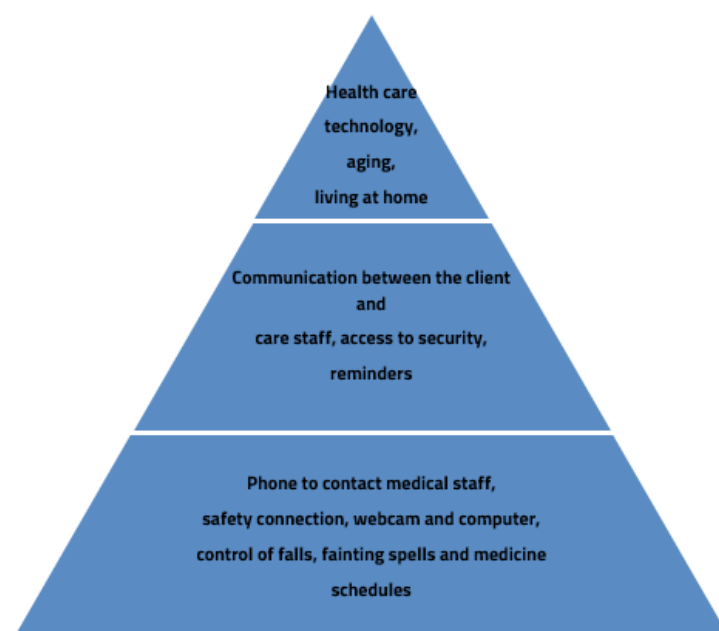 Health care
technology,
aging,
living at home
Communication between the client
and
care staff, access to security,
reminders
Phone to contact medical staff,
safety connection, webcam and computer,
control of falls, fainting spells and medicine
schedules